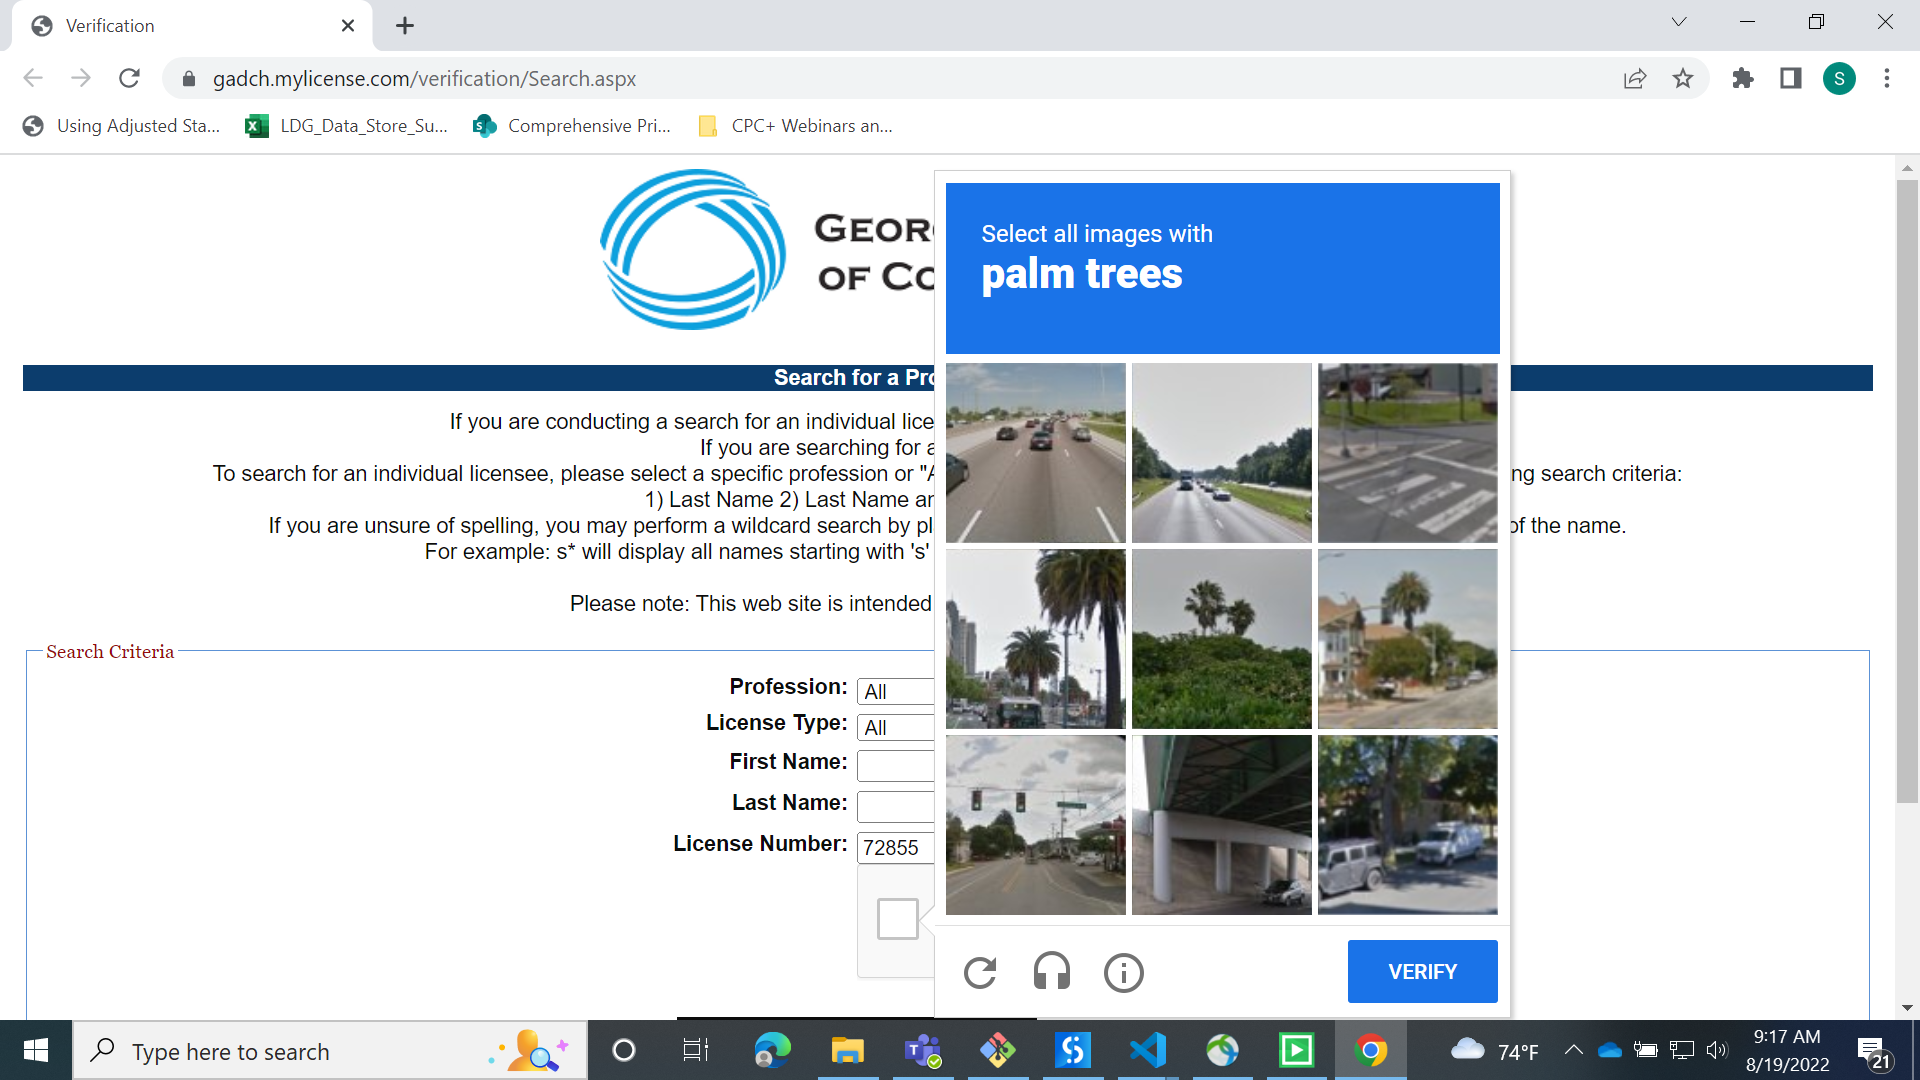 Verification
gadch.mylicense.com/verification/Search.aspx
S
Using Adjusted Sta...
LDG_Data_Store_Su...
Comprehensive Pri...
CPC+ Webinars an...
GEOR
OF CO
Select all images with
palm trees
Search for a Pro
If you are conducting a search for an individual lice
If you are searching for a
To search for an individual licensee, please select a specific profession or "A
ng search criteria:
1) Last Name 2) Last Name an
If you are unsure of spelling, you may perform a wildcard search by pl
of the name.
For example: s* will display all names starting with 's'
Please note: This web site is intended
Search Criteria
Profession:
All
License Type:
All
First Name:
Last Name:
License Number:
72855
VERIFY
Type here to search
74°F
9:17 AM
8/19/2022
21